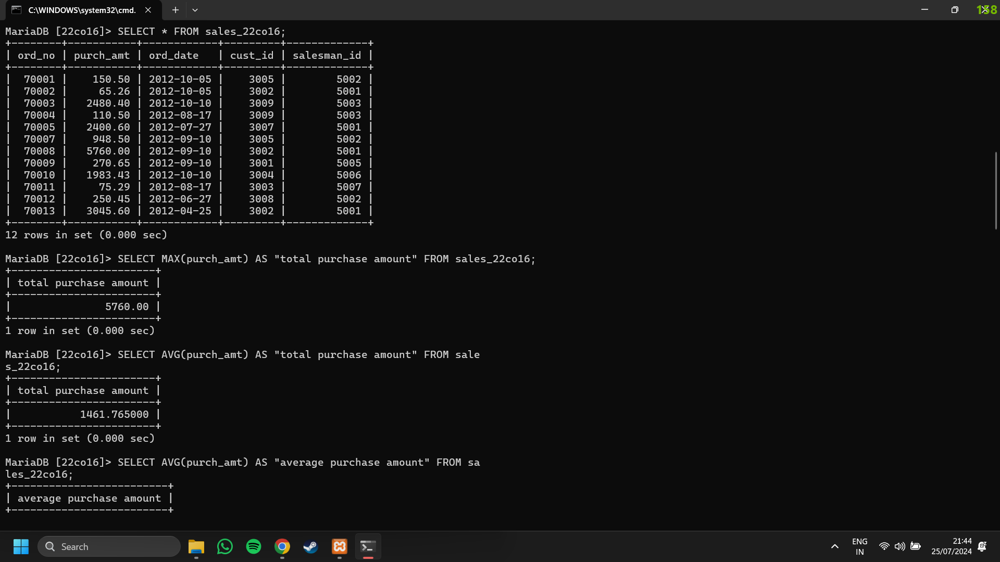 C:\WINDOWS\system32\cmd.
158
MariaDB [22co16]> SELECT * FROM sales_22co16;
+--------+-----------+------------+---------+-------------+
| ord_no | purch_amt | ord_date   | cust_id | salesman_id |
+--------+-----------+------------+---------+-------------+
|  70001 |    150.50 | 2012-10-05 |    3005 |        5002 |
|  70002 |     65.26 | 2012-10-05 |    3002 |        5001 |
|  70003 |   2480.40 | 2012-10-10 |    3009 |        5003 |
|  70004 |    110.50 | 2012-08-17 |    3009 |        5003 |
|  70005 |   2400.60 | 2012-07-27 |    3007 |        5001 |
|  70007 |    948.50 | 2012-09-10 |    3005 |        5002 |
|  70008 |   5760.00 | 2012-09-10 |    3002 |        5001 |
|  70009 |    270.65 | 2012-09-10 |    3001 |        5005 |
|  70010 |   1983.43 | 2012-10-10 |    3004 |        5006 |
|  70011 |     75.29 | 2012-08-17 |    3003 |        5007 |
|  70012 |    250.45 | 2012-06-27 |    3008 |        5002 |
|  70013 |   3045.60 | 2012-04-25 |    3002 |        5001 |
+--------+-----------+------------+---------+-------------+
12 rows in set (0.000 sec)
MariaDB [22co16]> SELECT MAX(purch_amt) AS "total purchase amount" FROM sales_22co16;
+-----------------------+
| total purchase amount |
+-----------------------+
|               5760.00 |
+-----------------------+
1 row in set (0.000 sec)
MariaDB [22co16]> SELECT AVG(purch_amt) AS "total purchase amount" FROM sale
s_22co16;
+-----------------------+
| total purchase amount |
+-----------------------+
|           1461.765000 |
+-----------------------+
1 row in set (0.000 sec)
MariaDB [22co16]> SELECT AVG(purch_amt) AS "average purchase amount" FROM sa
les_22co16;
+-------------------------+
| average purchase amount |
+-------------------------+
Search
ENG
IN
21:44
25/07/2024